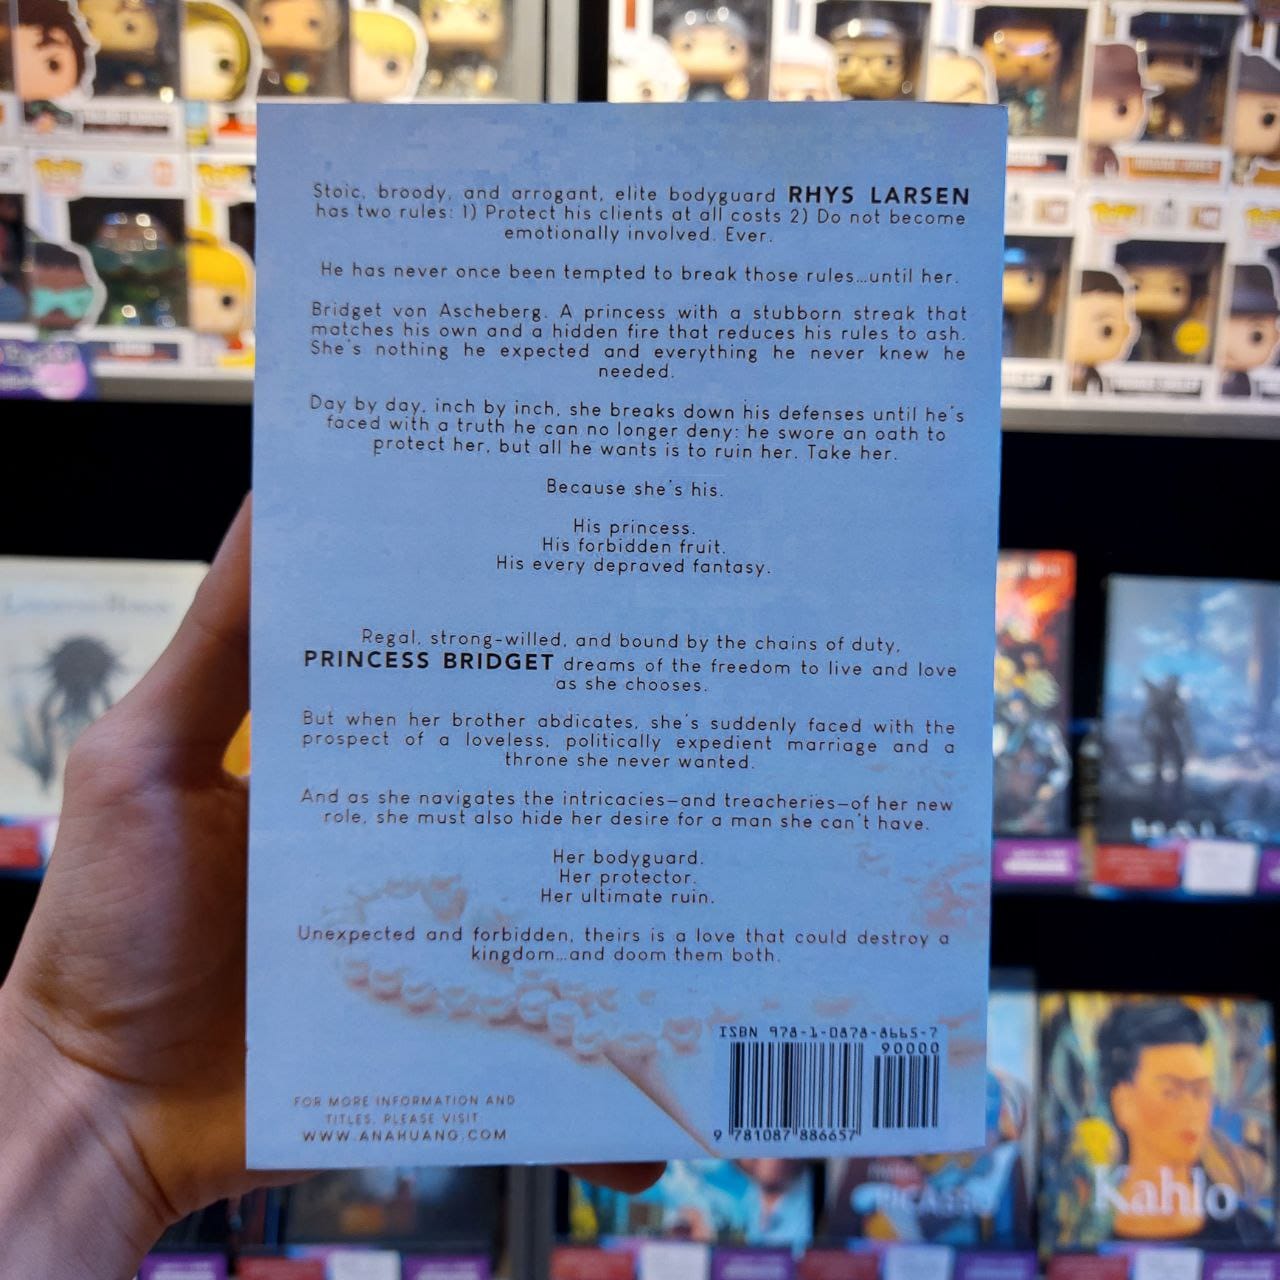 Stoic, broody, and arrogant, elite bodyguard RHYS LARSEN
has two rules: 1) Protect his clients at all costs 2) Do not become
emotionally involved. Ever.
He has never once been tempted to break those rules...until her.
Bridget von Ascheberg. A princess with a stubborn streak that
matches his own and a hidden fire that reduces his rules to ash.
She's nothing he expected and everything he never knew he
needed.
Day by day, inch by inch, she breaks down his defenses until he's
faced with a truth he can no longer deny: he swore an oath to
protect her, but all he wants is to ruin her. Take her.
Because she's his.
His princess.
His forbidden fruit.
His every depraved fantasy.
Regal, strong-willed, and bound by the chains of duty,
PRINCESS BRIDGET dreams of the freedom to live and love
as she chooses.
But when her brother abdicates, she's suddenly faced with the
prospect of a loveless, politically expedient marriage and a
throne she never wanted.
And as she navigates the intricacies—and treacheries—of her new
role, she must also hide her desire for a man she can't have.
Her bodyguard.
Her protector.
Her ultimate ruin.
Unexpected and forbidden, theirs is a love that could destroy a
kingdom...and doom them both.
ISBN 978-1-0878-8665-7
90000
9 781087 886657
FOR MORE INFORMATION AND
TITLES, PLEASE VISIT:
WWW.ANAHUANG.COM
HALO
PICASSO
Kahlo